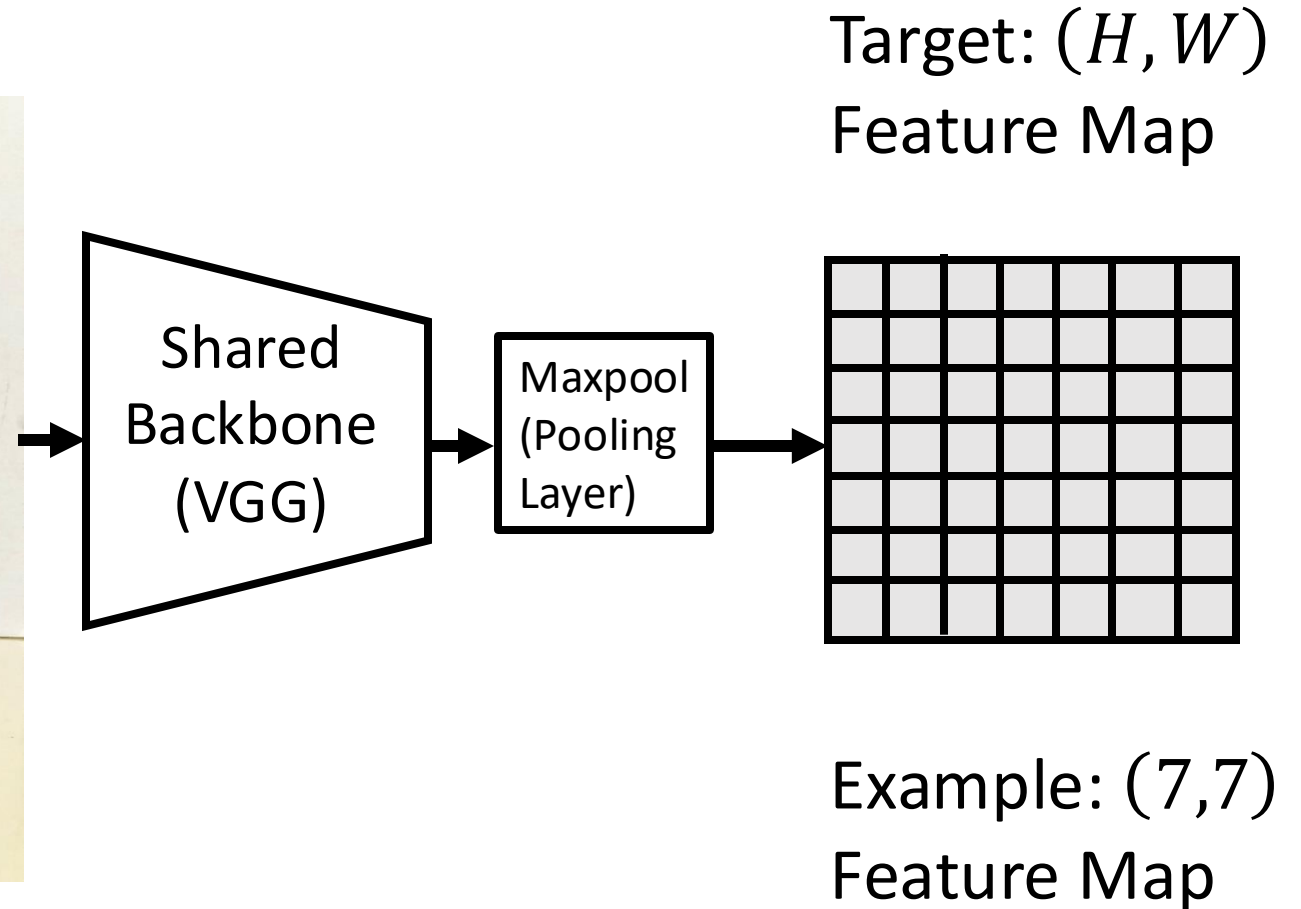 Target: (H, W)
Feature Map
Shared
Backbone
(VGG)
Maxpool
(Pooling
Layer)
Example: (7,7)
Feature Map